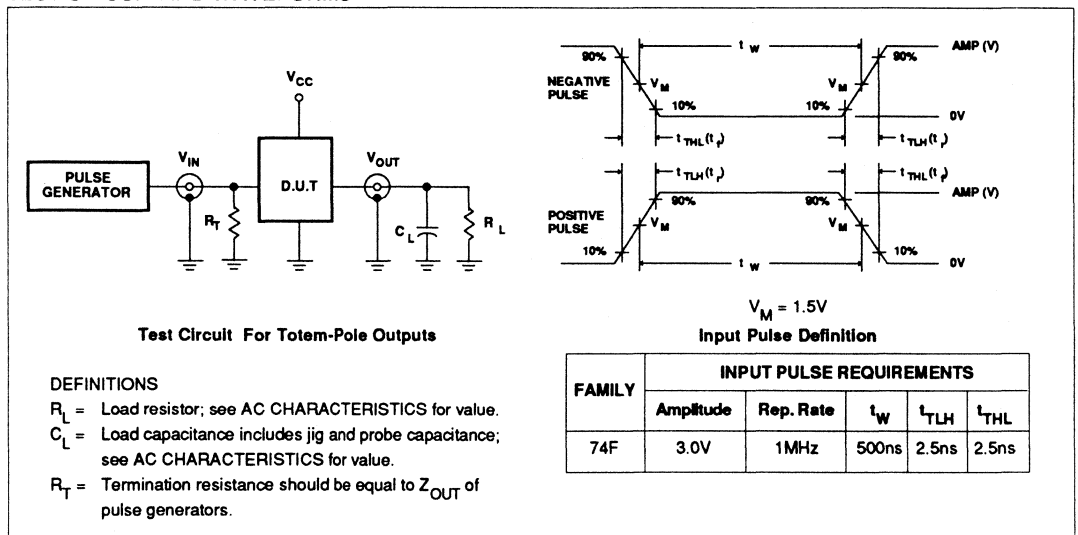 V_CC
V_IN
V_OUT
PULSE GENERATOR
D.U.T
R_T
C_L
R_L
Test Circuit For Totem-Pole Outputs
DEFINITIONS
R_L = Load resistor; see AC CHARACTERISTICS for value.
C_L = Load capacitance includes jig and probe capacitance;
see AC CHARACTERISTICS for value.
R_T = Termination resistance should be equal to Z_OUT of
pulse generators.
t_W
AMP (V)
90%
90%
NEGATIVE
PULSE
V_M
V_M
10%
10%
0V
t_THL(t_f)
t_TLH(t_r)
t_TLH(t_r)
t_THL(t_f)
AMP (V)
90%
90%
POSITIVE
PULSE
V_M
V_M
10%
10%
t_W
0V
V_M = 1.5V
Input Pulse Definition
FAMILY
INPUT PULSE REQUIREMENTS
Amplitude Rep. Rate t_W t_TLH t_THL
74F 3.0V 1MHz 500ns 2.5ns 2.5ns